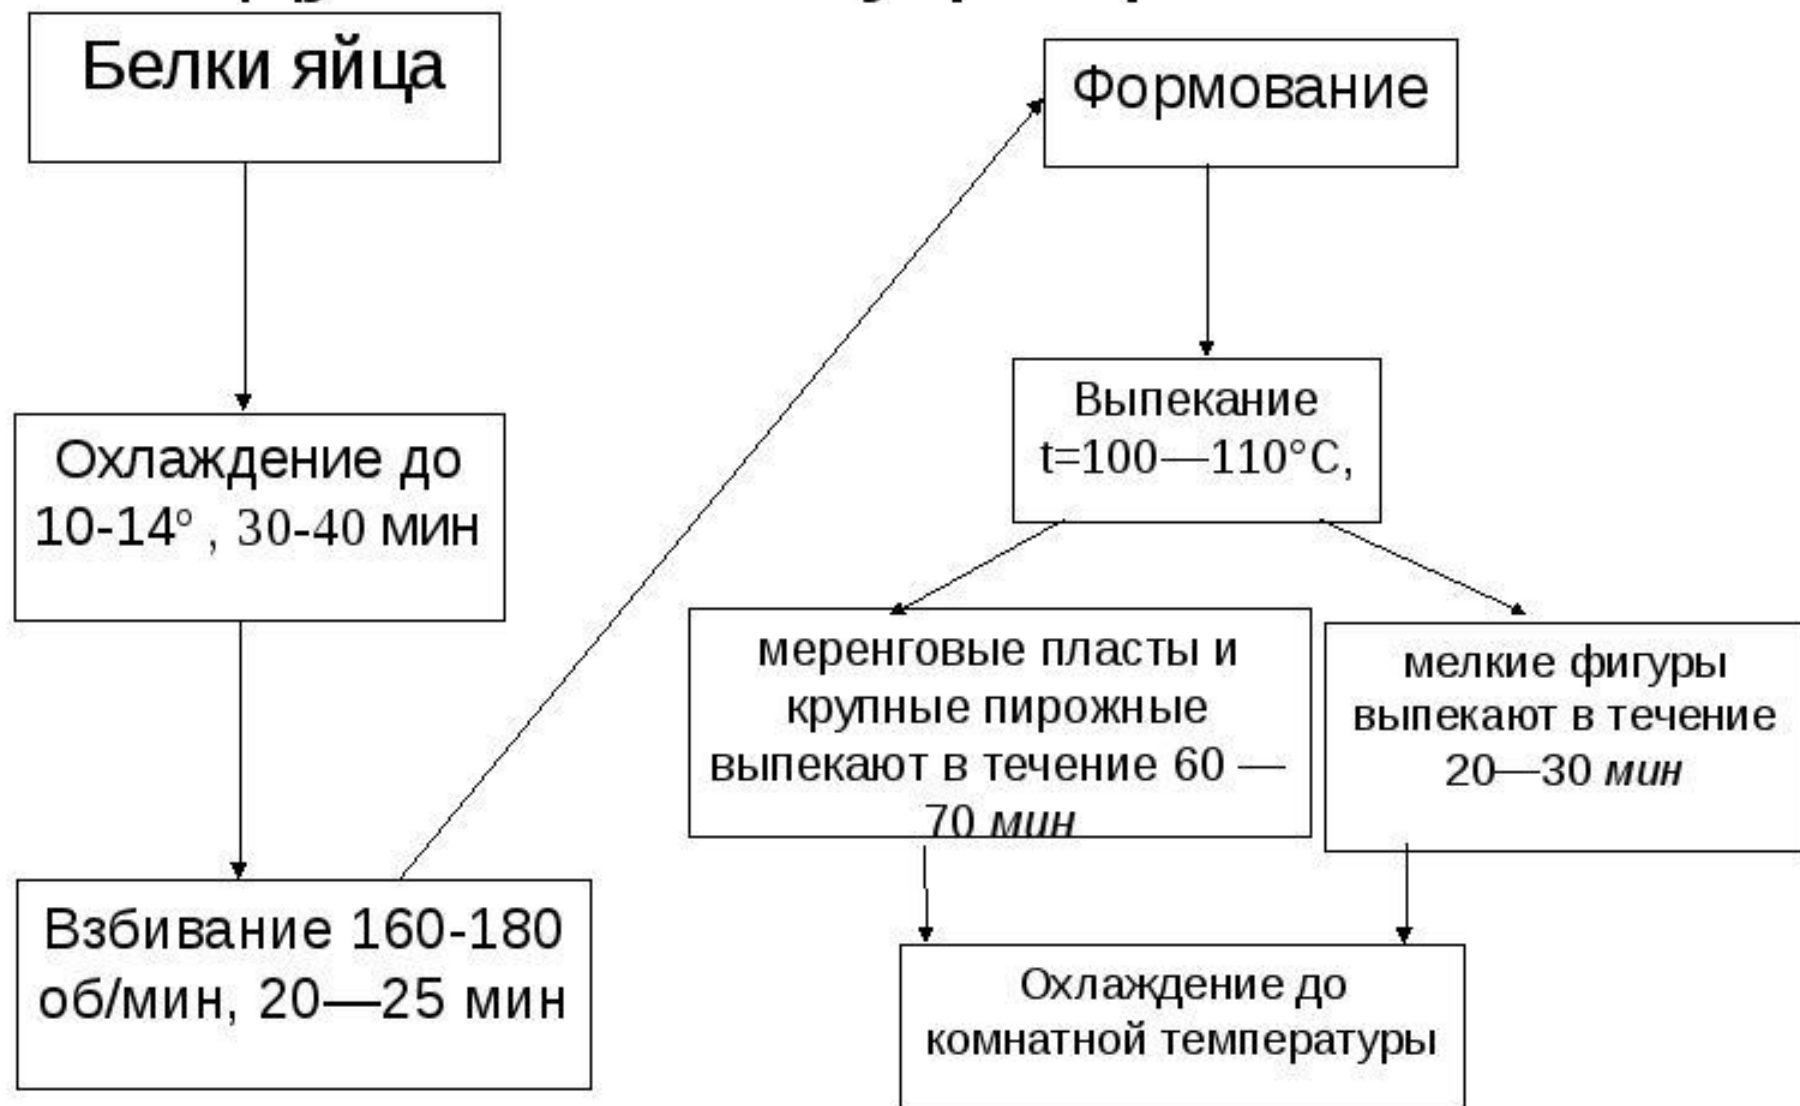 Белки яйца
Охлаждение до
10-14° , 30-40 мин
Взбивание 160-180
об/мин, 20—25 мин
Формование
Выпекание
t=100—110°С,
меренговые пласты и
крупные пирожные
выпекают в течение 60 —
70 мин
мелкие фигуры
выпекают в течение
20—30 мин
Охлаждение до
комнатной температуры